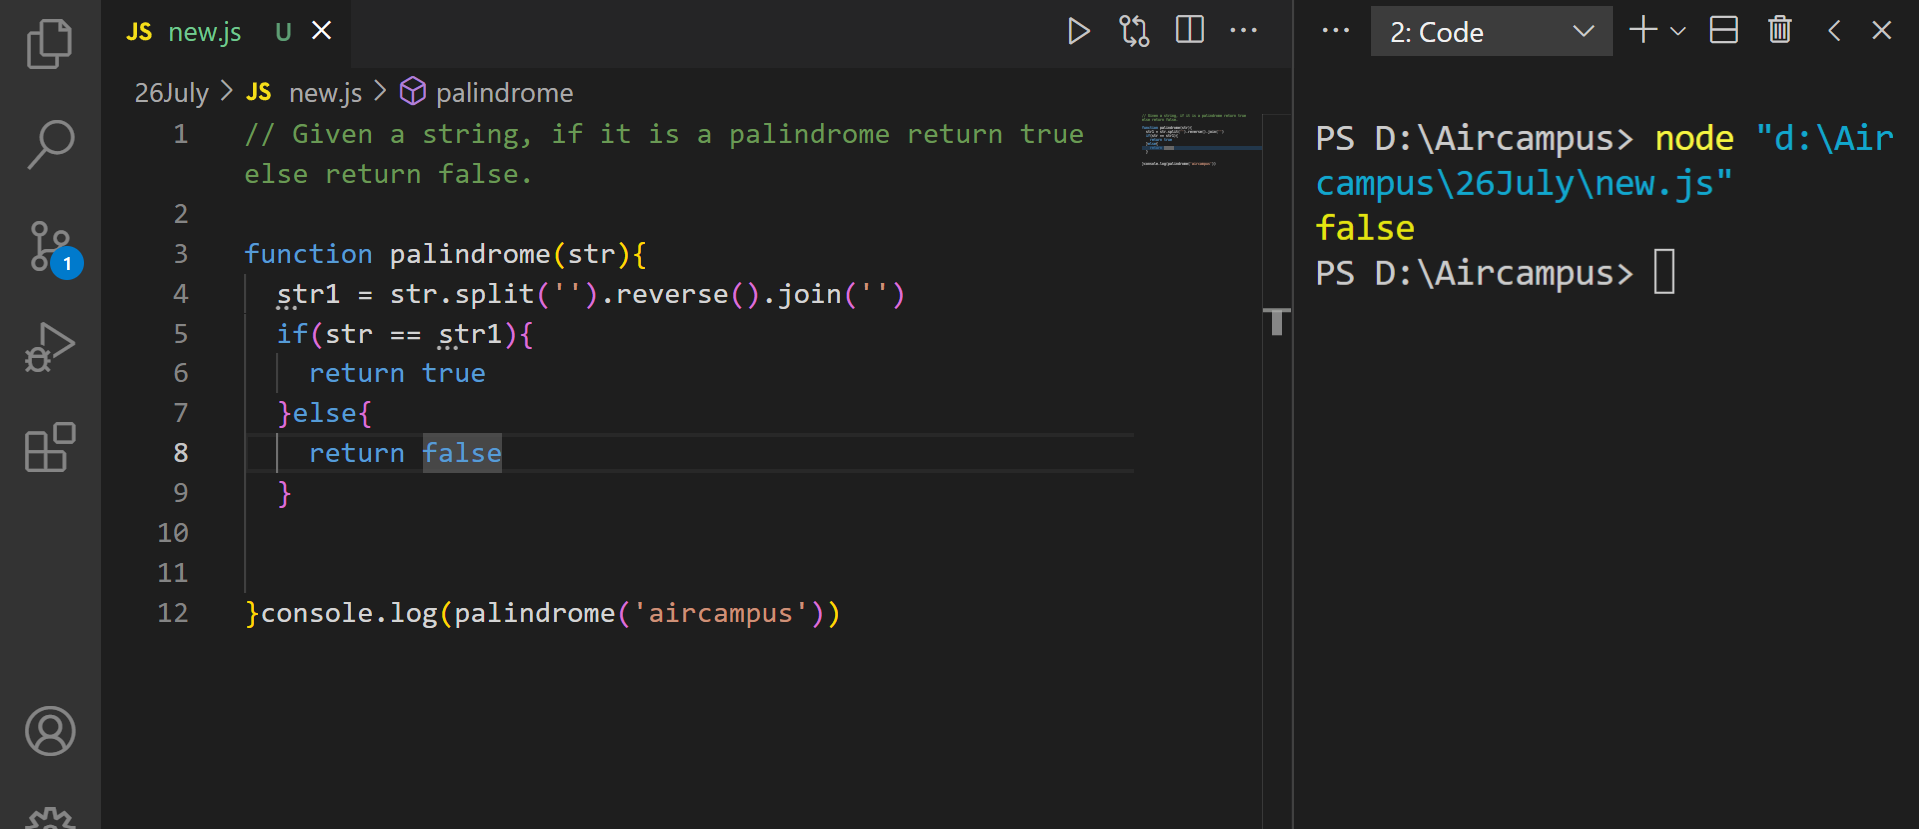 JS new.js U
2: Code
26July > JS new.js > palindrome
1 // Given a string, if it is a palindrome return true
else return false.
2
3 function palindrome(str){
4 str1 = str.split('').reverse().join('')
5 if(str == str1){
6 return true
7 }else{
8 return false
9 }
10
11
12 }console.log(palindrome('aircampus'))
1
PS D:\Aircampus> node "d:\Air
campus\26July\new.js"
false
PS D:\Aircampus>